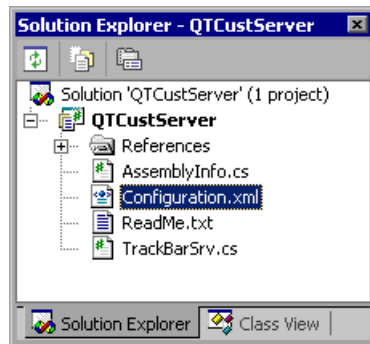 Solution Explorer - QTCustServer
Solution 'QTCustServer' (1 project)
QTCustServer
References
AssemblyInfo.cs
Configuration.xml
ReadMe.txt
TrackBarSrv.cs
Solution Explorer Class View